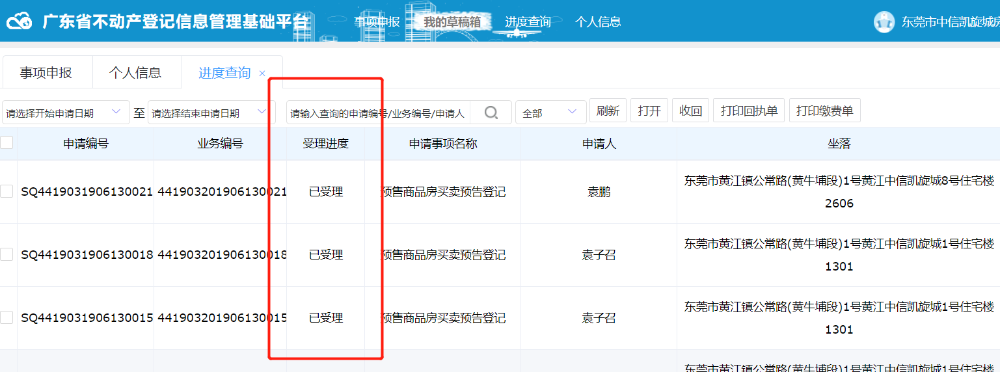 广东省不动产登记信息管理基础平台 事项申报 我的草稿箱 进度查询 个人信息 东莞市中信凯旋城房
事项申报 个人信息 进度查询 ×
请选择开始申请日期 至 请选择结束申请日期 请输入查询的申请编号/业务编号/申请人 全部 刷新 打开 收回 打印回执单 打印缴费单
申请编号 业务编号 受理进度 申请事项名称 申请人 坐落
SQ4419031906130021 441903201906130021 已受理 预售商品房买卖预告登记 袁鹏 东莞市黄江镇公常路(黄牛埔段)1号黄江中信凯旋城8号住宅楼
2606
SQ4419031906130018 441903201906130018 已受理 预售商品房买卖预告登记 袁子召 东莞市黄江镇公常路(黄牛埔段)1号黄江中信凯旋城1号住宅楼
1301
SQ4419031906130015 441903201906130015 已受理 预售商品房买卖预告登记 袁子召 东莞市黄江镇公常路(黄牛埔段)1号黄江中信凯旋城1号住宅楼
1301
东莞市黄江镇公常路(黄牛埔段)1号黄江中信凯旋城1号住宅楼